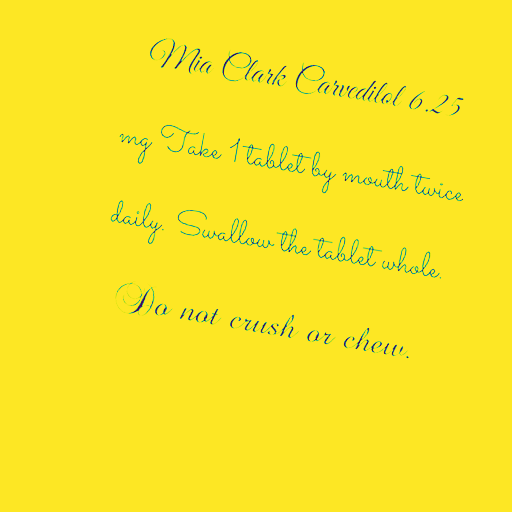 Mia Clark Carvedilol 6.25
mg Take 1 tablet by mouth twice
daily. Swallow the tablet whole.
Do not crush or chew.